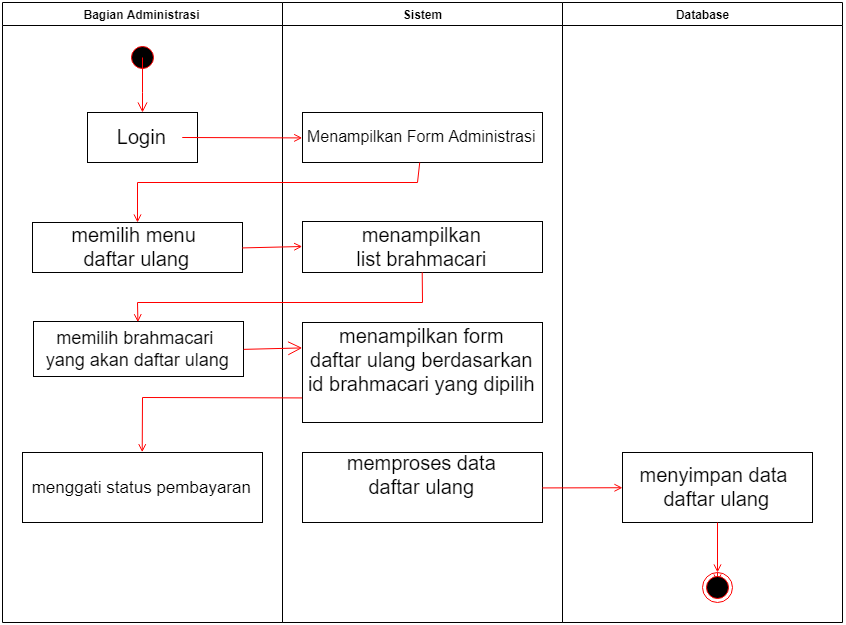 Bagian Administrasi
Sistem
Database
Login
Menampilkan Form Administrasi
memilih menu
daftar ulang
menampilkan
list brahmacari
memilih brahmacari
yang akan daftar ulang
menampilkan form
daftar ulang berdasarkan
id brahmacari yang dipilih
menggati status pembayaran
memproses data
daftar ulang
menyimpan data
daftar ulang